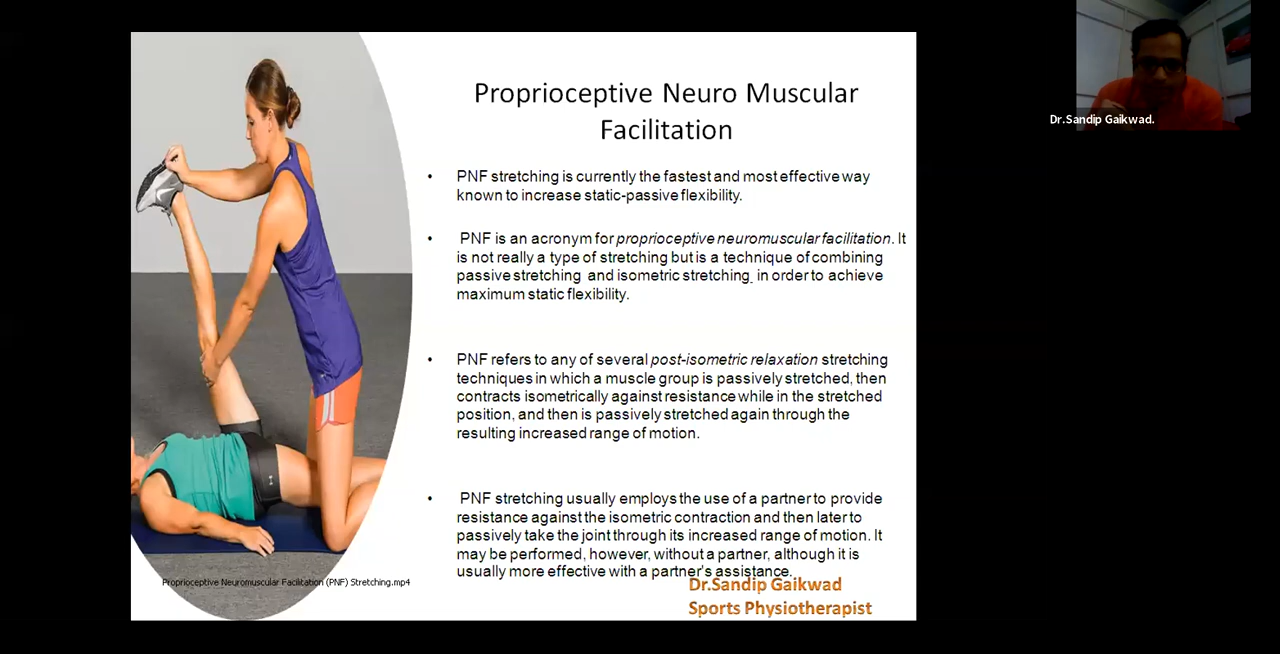 Proprioceptive Neuro Muscular
Facilitation
• PNF stretching is currently the fastest and most effective way
known to increase static-passive flexibility.
• PNF is an acronym for proprioceptive neuromuscular facilitation. It
is not really a type of stretching but is a technique of combining
passive stretching and isometric stretching in order to achieve
maximum static flexibility.
• PNF refers to any of several post-isometric relaxation stretching
techniques in which a muscle group is passively stretched, then
contracts isometrically against resistance while in the stretched
position, and then is passively stretched again through the
resulting increased range of motion.
• PNF stretching usually employs the use of a partner to provide
resistance against the isometric contraction and then later to
passively take the joint through its increased range of motion. It
may be performed, however, without a partner, although it is
usually more effective with a partner's assistance.
Proprioceptive Neuromuscular Facilitation (PNF) Stretching.mp4
Dr.Sandip Gaikwad
Sports Physiotherapist
Dr.Sandip Gaikwad.